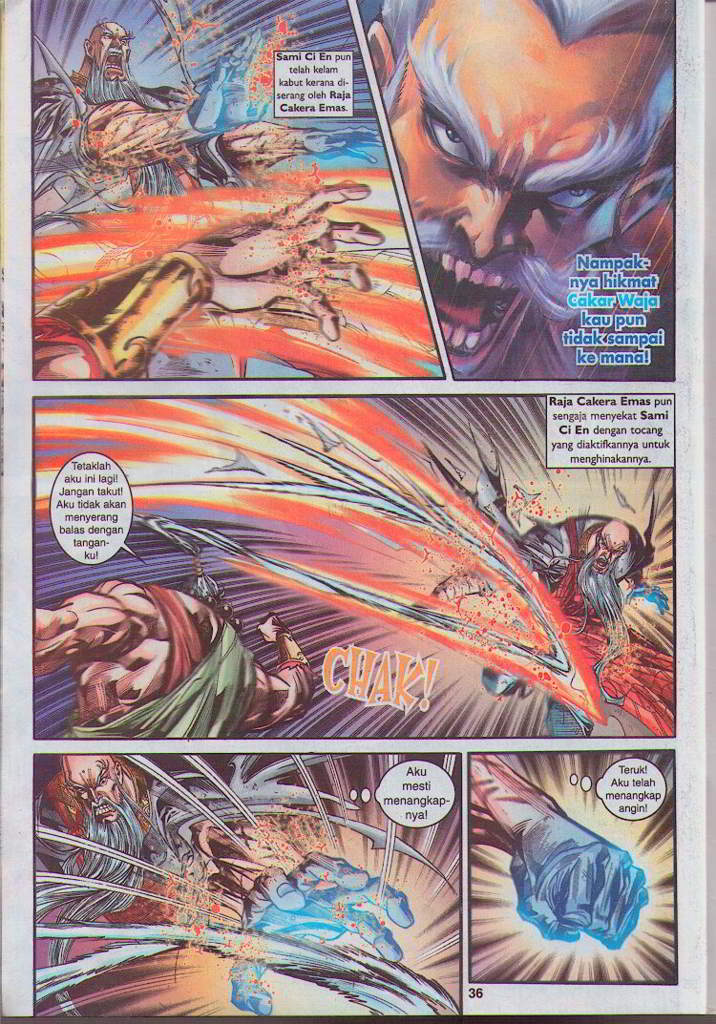 Sami Ci En pun
telah kelam
kabut kerana di-
serang oleh Raja
Cakera Emas.
Nampak-
nya hikmat
Cakar Waja
kau pun
tidak sampai
ke mana!
Raja Cakera Emas pun
sengaja menyekat Sami
Ci En dengan tocang
yang diaktifkannya untuk
menghinakannya.
Tetaklah
aku ini lagi!
Jangan takut!
Aku tidak akan
menyerang
balas dengan
tangan-
ku!
CHAK!
Aku
mesti
menangkap-
nya!
Teruk!
Aku telah
menangkap
angin!
36